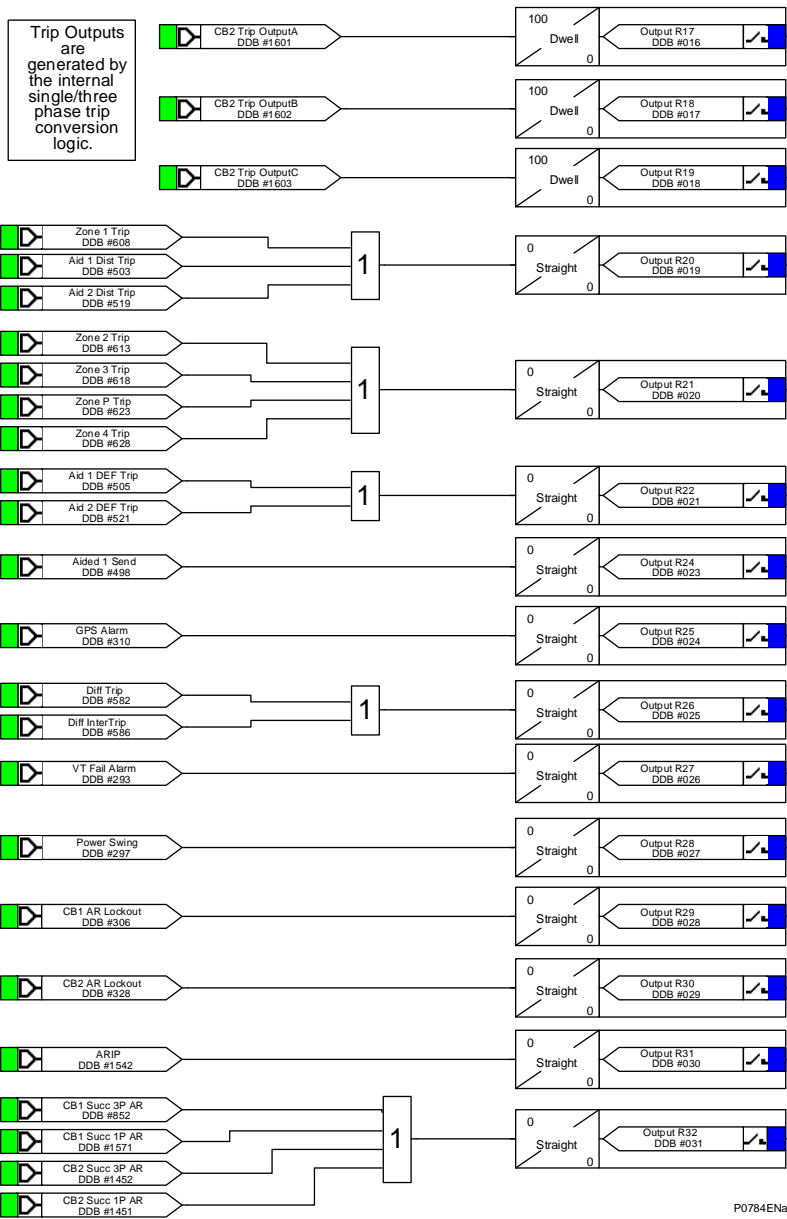 Trip Outputs
are
generated by
the internal
single/three
phase trip
conversion
logic.
CB2 Trip OutputA
DDB #1601
100
Dwell
0
Output R17
DDB #016
CB2 Trip OutputB
DDB #1602
100
Dwell
0
Output R18
DDB #017
CB2 Trip OutputC
DDB #1603
100
Dwell
0
Output R19
DDB #018
Zone 1 Trip
DDB #608
Aid 1 Dist Trip
DDB #503
Aid 2 Dist Trip
DDB #519
1
0
Straight
0
Output R20
DDB #019
Zone 2 Trip
DDB #613
Zone 3 Trip
DDB #618
Zone P Trip
DDB #623
Zone 4 Trip
DDB #628
1
0
Straight
0
Output R21
DDB #020
Aid 1 DEF Trip
DDB #505
Aid 2 DEF Trip
DDB #521
1
0
Straight
0
Output R22
DDB #021
Aided 1 Send
DDB #498
0
Straight
0
Output R24
DDB #023
GPS Alarm
DDB #310
0
Straight
0
Output R25
DDB #024
Diff Trip
DDB #582
Diff InterTrip
DDB #586
1
0
Straight
0
Output R26
DDB #025
VT Fail Alarm
DDB #293
0
Straight
0
Output R27
DDB #026
Power Swing
DDB #297
0
Straight
0
Output R28
DDB #027
CB1 AR Lockout
DDB #306
0
Straight
0
Output R29
DDB #028
CB2 AR Lockout
DDB #328
0
Straight
0
Output R30
DDB #029
ARIP
DDB #1542
0
Straight
0
Output R31
DDB #030
CB1 Succ 3P AR
DDB #852
CB1 Succ 1P AR
DDB #1571
CB2 Succ 3P AR
DDB #1452
CB2 Succ 1P AR
DDB #1451
1
0
Straight
0
Output R32
DDB #031
P0784ENa